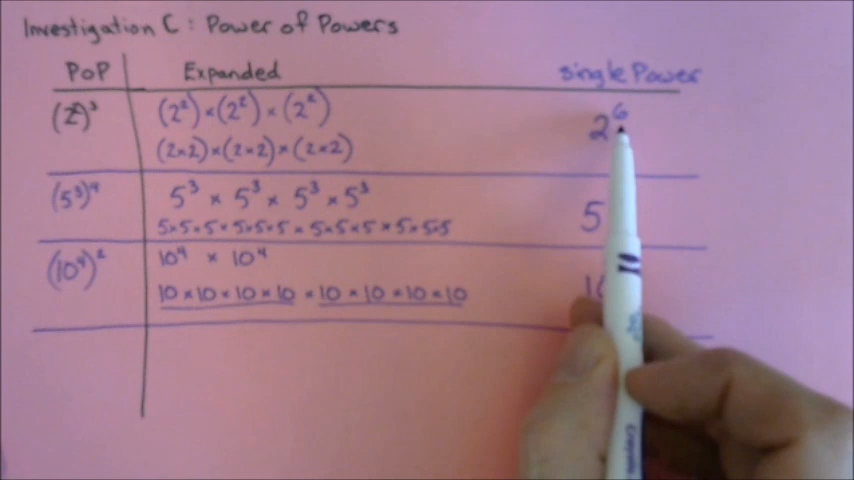 Investigation C : Power of Powers
PoP Expanded single Power
(2²)³ (2²) × (2²) × (2²) 2⁶
(2×2) × (2×2) × (2×2)
(5³)⁴ 5³ × 5³ × 5³ × 5³ 5
5×5×5 × 5×5×5 × 5×5×5 × 5×5×5
(10⁴)² 10⁴ × 10⁴
10 × 10 × 10 × 10 × 10 × 10 × 10 × 10